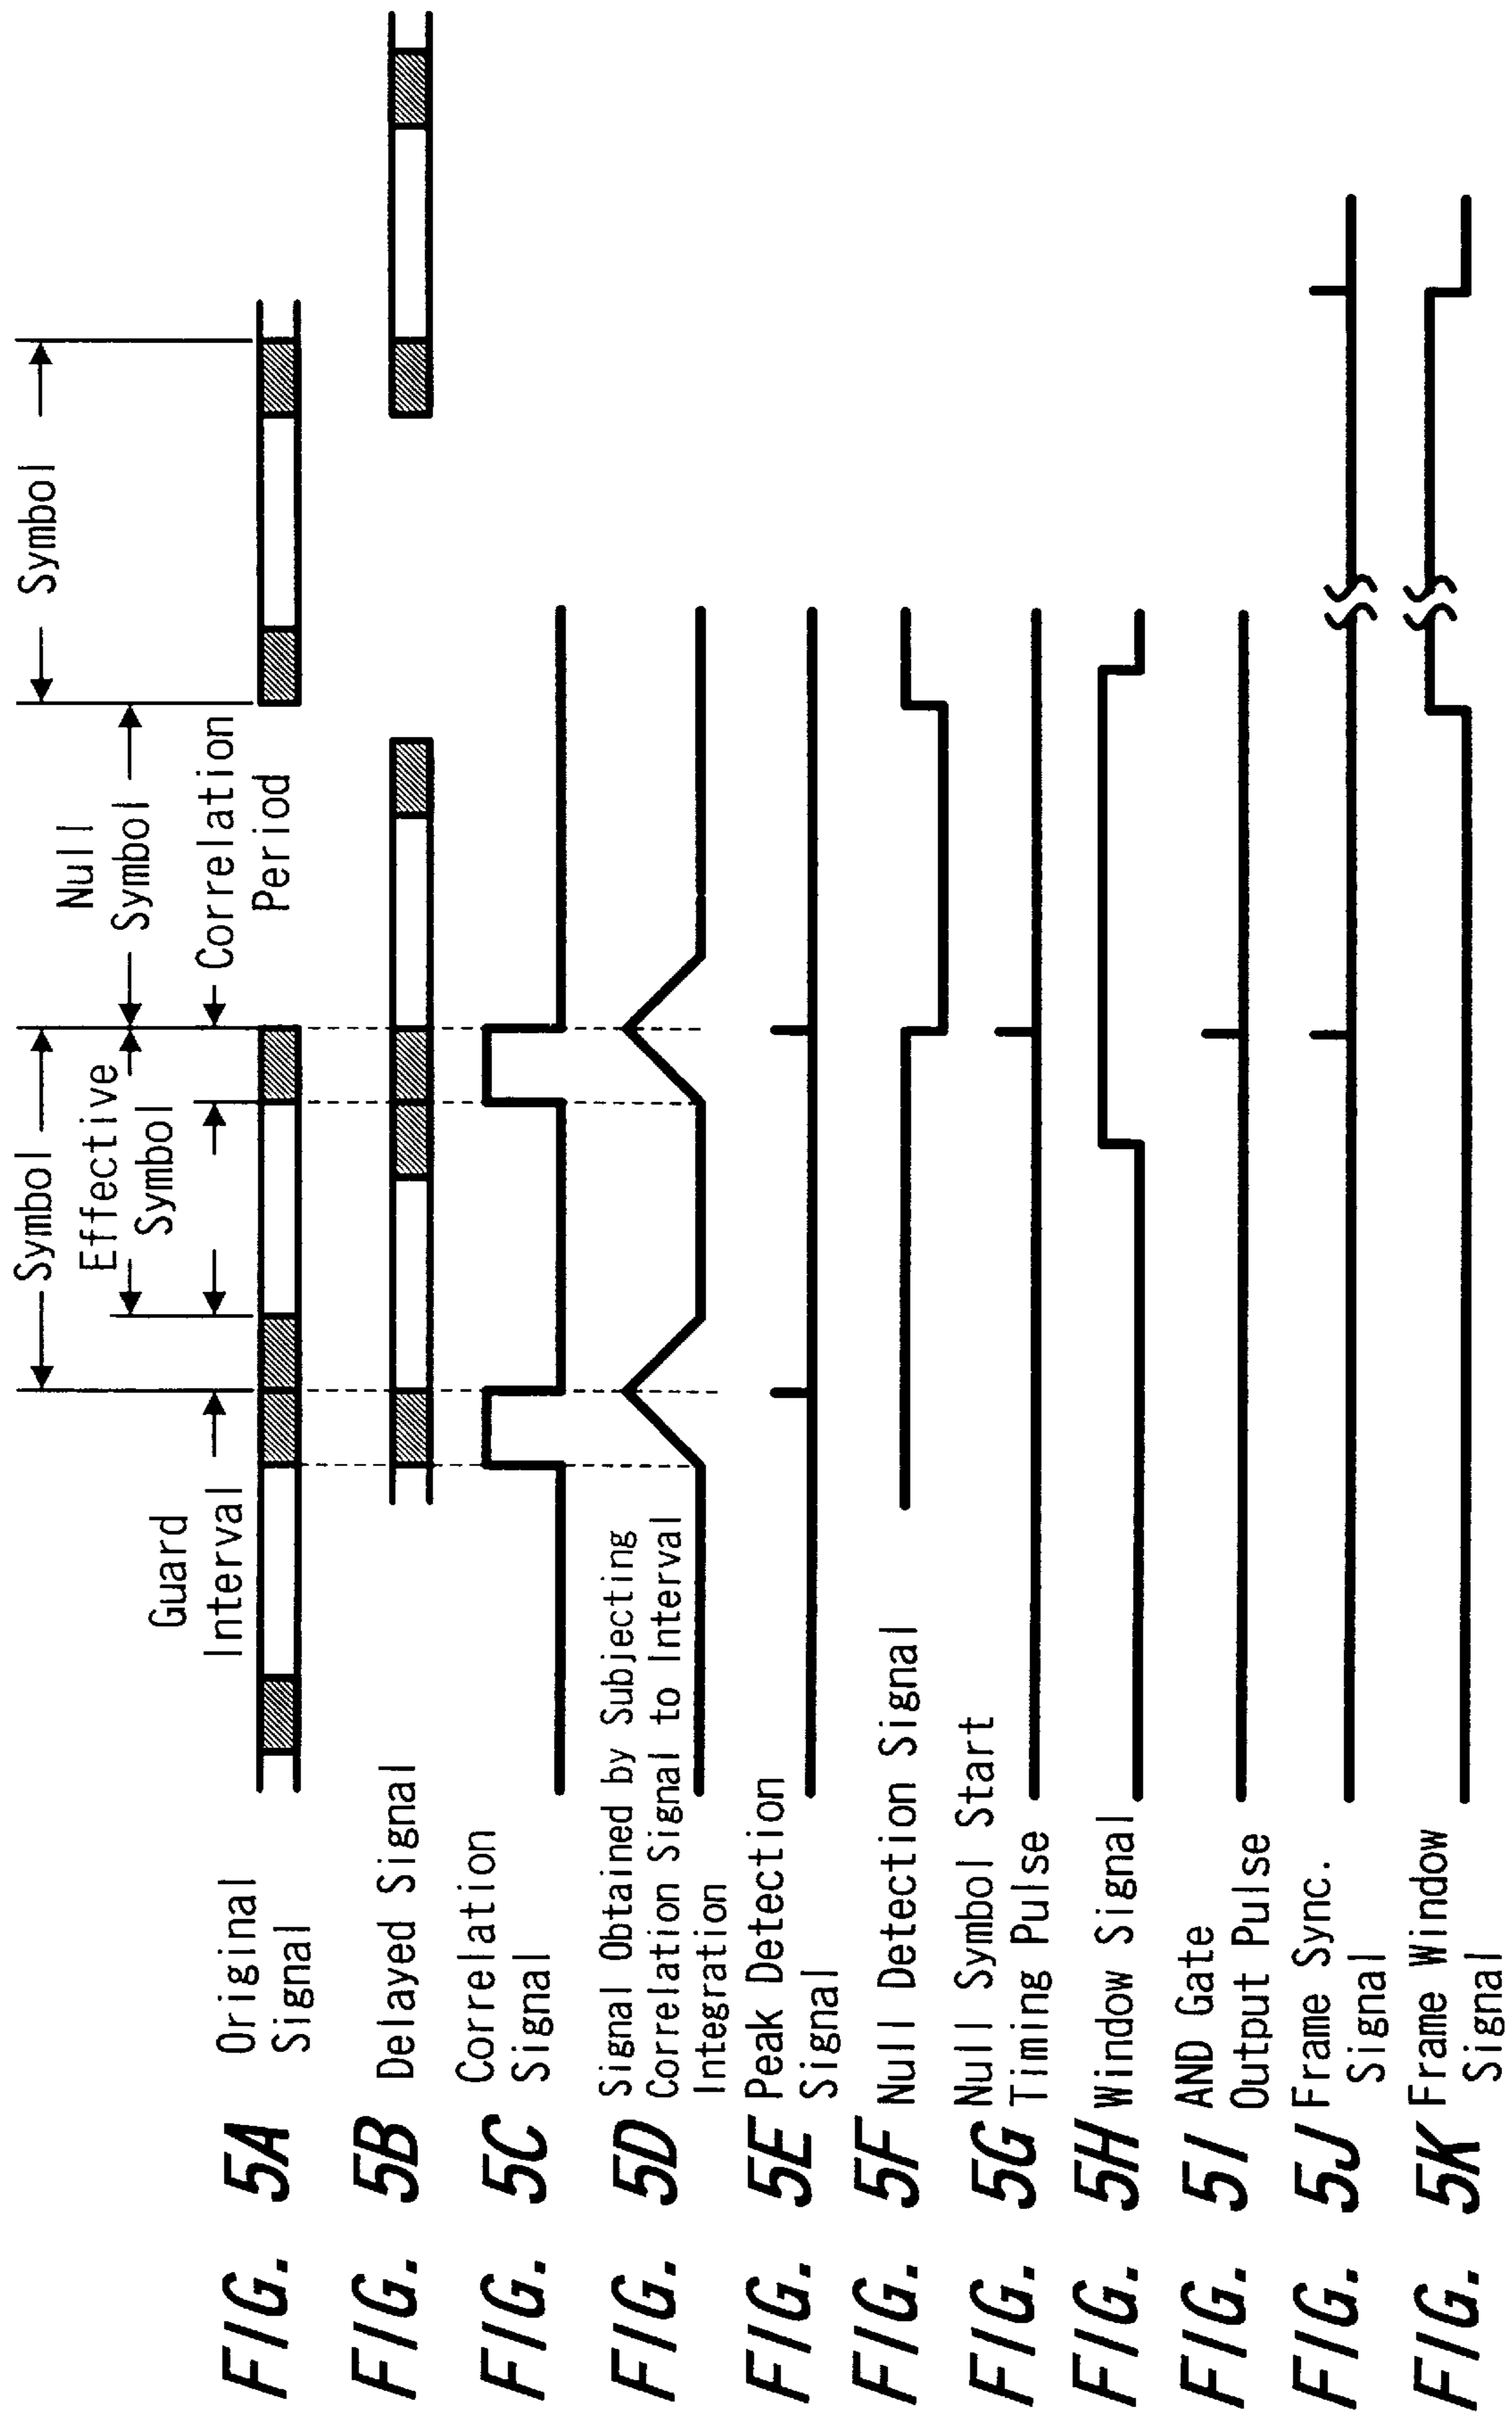 Symbol
Symbol
Null
Symbol
Effective
Symbol
Correlation
Period
Guard
Interval
FIG. 5A Original
Signal
FIG. 5B Delayed Signal
FIG. 5C Correlation
Signal
FIG. 5D Signal Obtained by Subjecting
Correlation Signal to Interval
Integration
FIG. 5E Peak Detection
Signal
FIG. 5F Null Detection Signal
FIG. 5G Null Symbol Start
Timing Pulse
FIG. 5H Window Signal
FIG. 5I AND Gate
Output Pulse
FIG. 5J Frame Sync.
Signal
FIG. 5K Frame Window
Signal